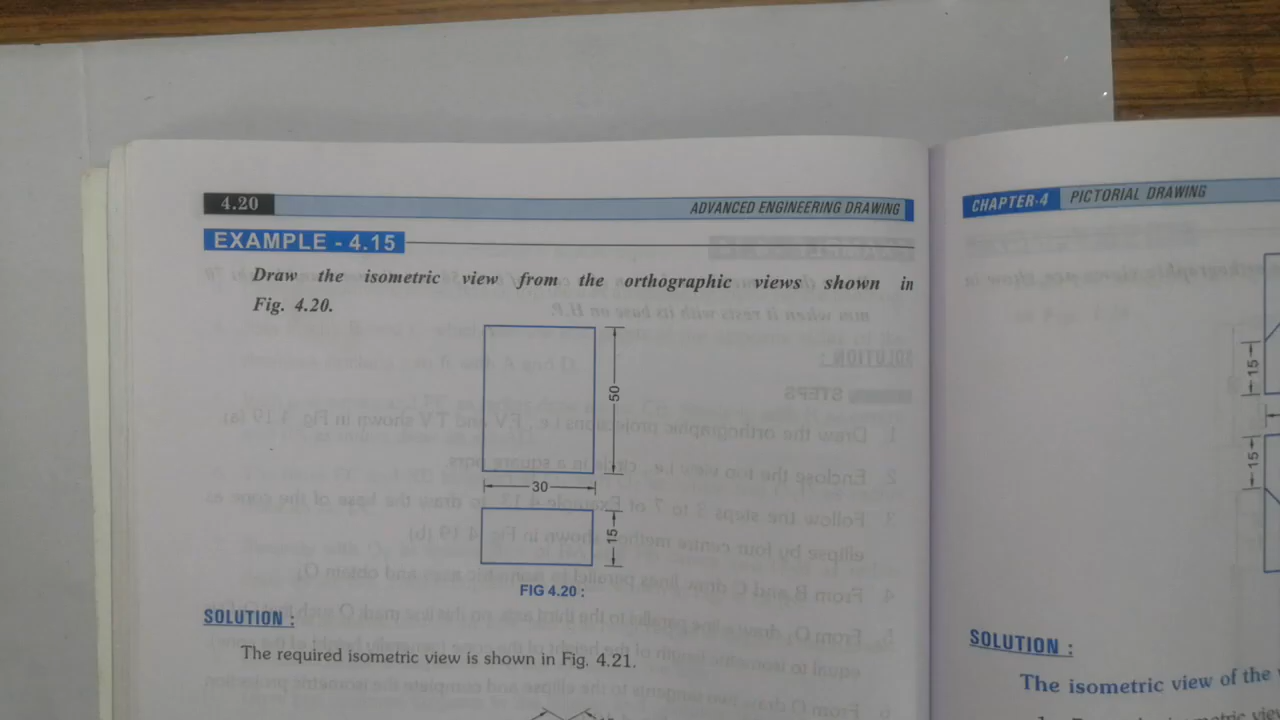 4.20
ADVANCED ENGINEERING DRAWING
EXAMPLE - 4.15
Draw the isometric view from the orthographic views shown in
Fig. 4.20.
50
30
15
FIG 4.20 :
SOLUTION :
The required isometric view is shown in Fig. 4.21.
CHAPTER-4 PICTORIAL DRAWING
15
15
SOLUTION :
The isometric view of the